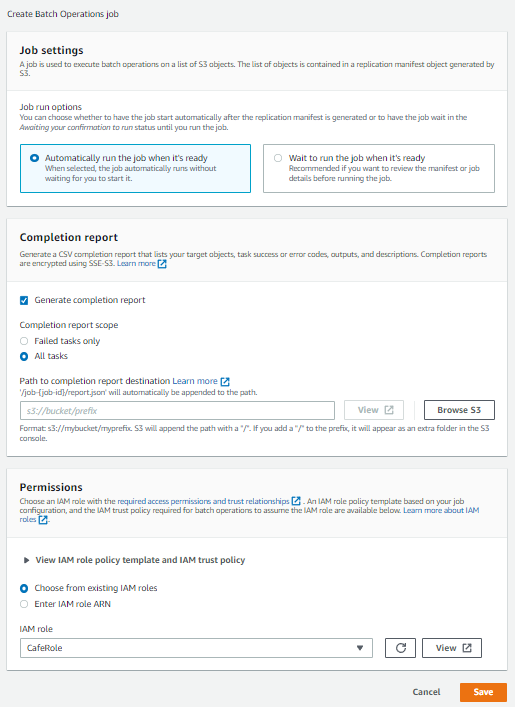 Create Batch Operations job
Job settings
A job is used to execute batch operations on a list of S3 objects. The list of objects is contained in a replication manifest object generated by
S3.
Job run options
You can choose whether to have the job start automatically after the replication manifest is generated or to have the job wait in the
Awaiting your confirmation to run status until you run the job.
Automatically run the job when it's ready
When selected, the job automatically runs without
waiting for you to start it.
Wait to run the job when it's ready
Recommended if you want to review the manifest or job
details before running the job.
Completion report
Generate a CSV completion report that lists your target objects, task success or error codes, outputs, and descriptions. Completion reports
are encrypted using SSE-S3. Learn more
Generate completion report
Completion report scope
Failed tasks only
All tasks
Path to completion report destination Learn more
'/job-{job-id}/report.json' will automatically be appended to the path.
s3://bucket/prefix
View
Browse S3
Format: s3://mybucket/myprefix. S3 will append the path with a "/". If you add a "/" to the prefix, it will appear as an extra folder in the S3
console.
Permissions
Choose an IAM role with the required access permissions and trust relationships . An IAM role policy template based on your job
configuration, and the IAM trust policy required for batch operations to assume the IAM role are available below. Learn more about IAM
roles .
View IAM role policy template and IAM trust policy
Choose from existing IAM roles
Enter IAM role ARN
IAM role
CafeRole
View
Cancel
Save